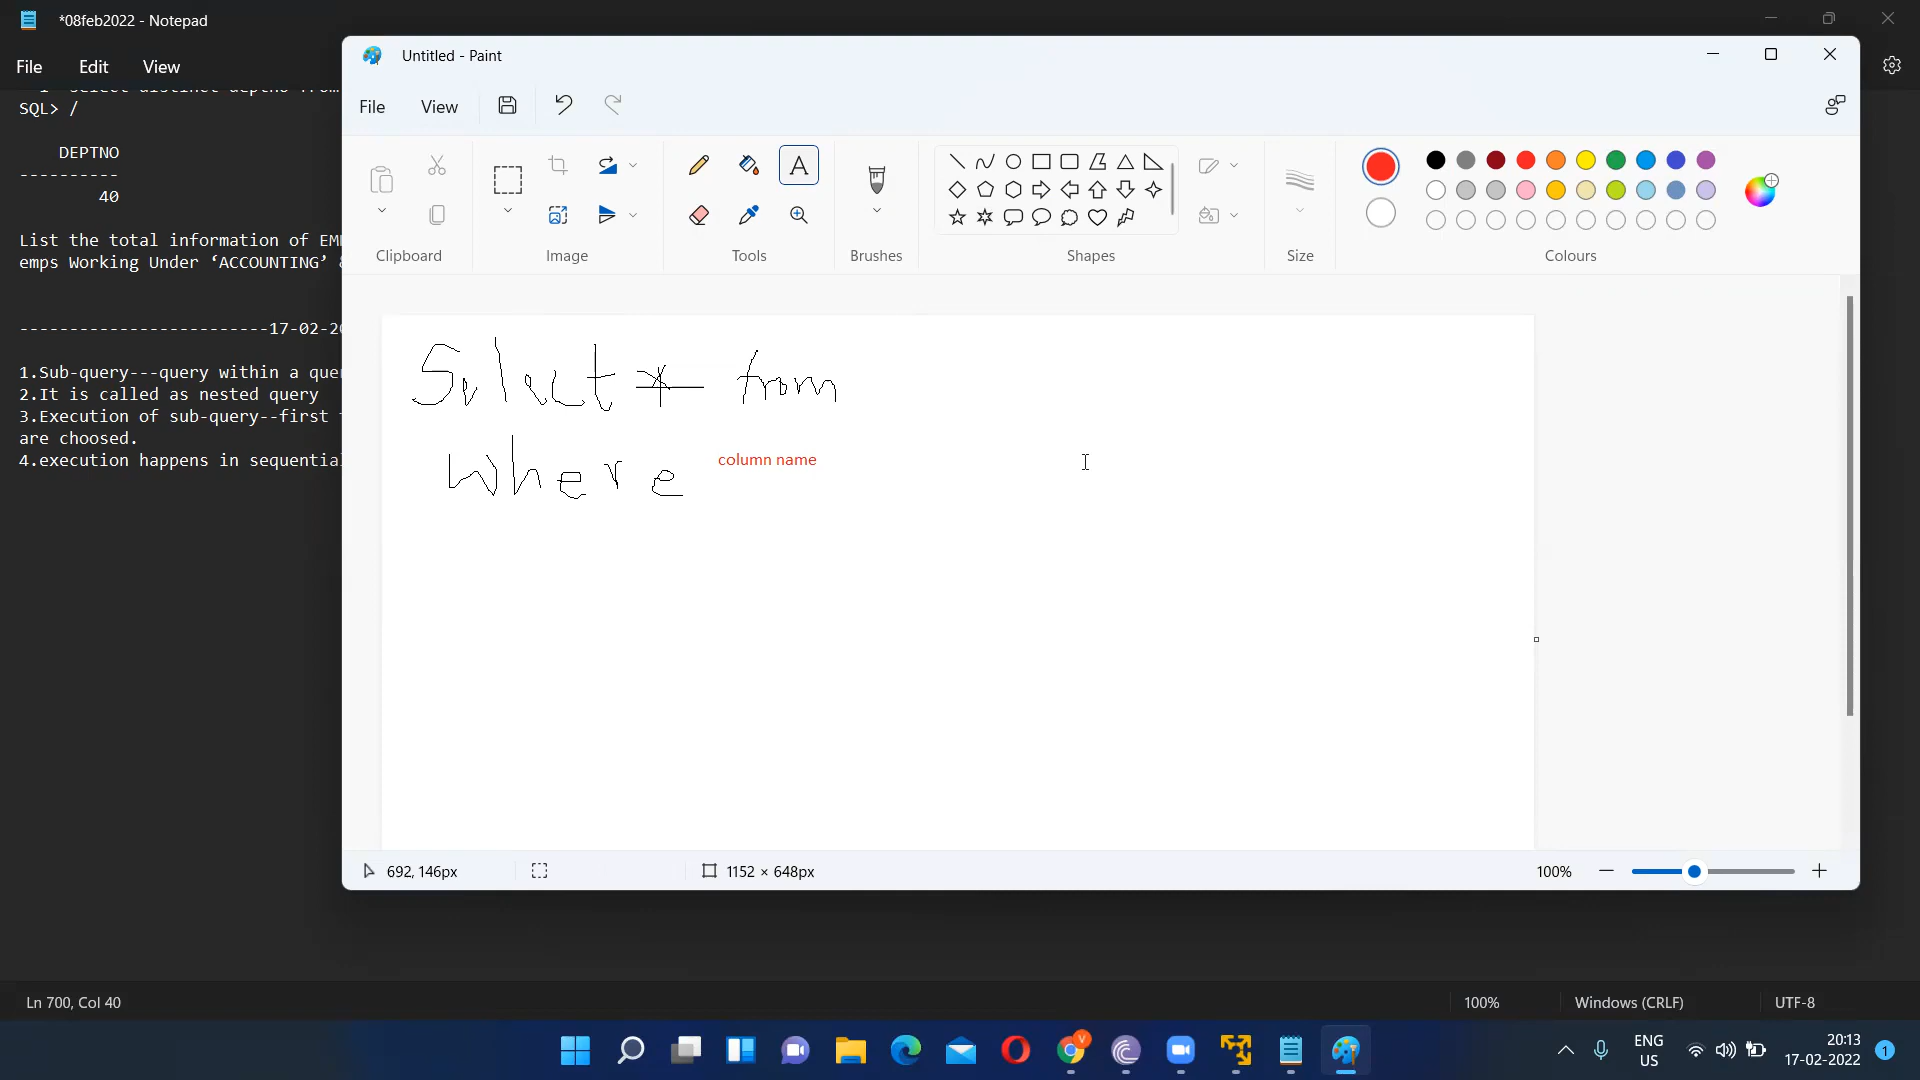 *08feb2022 - Notepad
File Edit View
SQL> /
DEPTNO
----------
40
List the total information of EM
emps Working Under ‘ACCOUNTING’
-------------------------17-02-20
1.Sub-query---query within a que
2.It is called as nested query
3.Execution of sub-query--first
are choosed.
4.execution happens in sequential
Untitled - Paint
File View
Clipboard Image Tools Brushes Shapes Size Colours
Select * from
Where column name
692, 146px 1152 × 648px 100%
Ln 700, Col 40 100% Windows (CRLF) UTF-8
ENG
US
20:13
17-02-2022
1